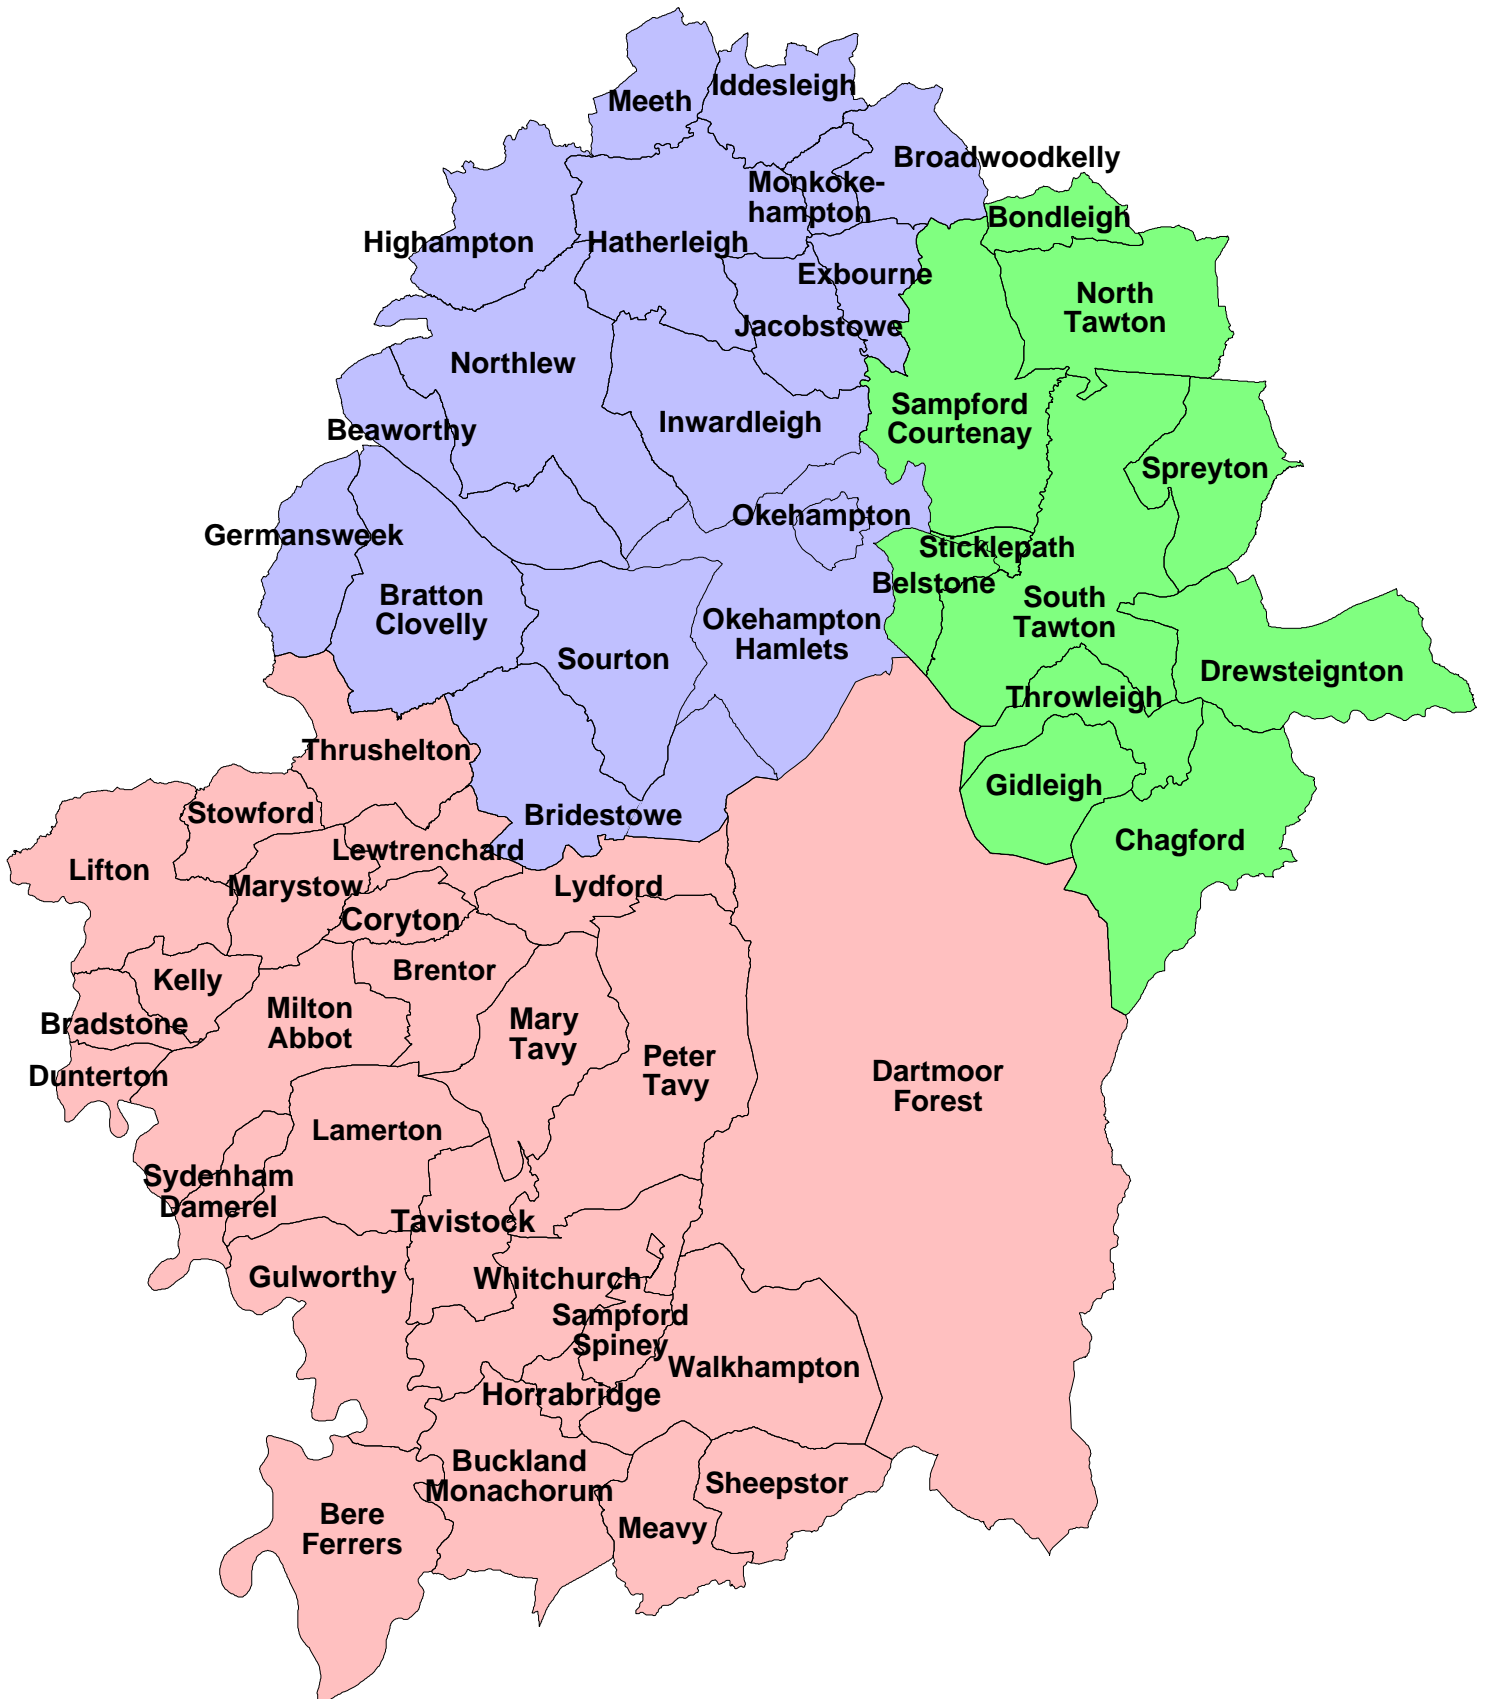 Iddesleigh
Meeth
Broadwoodkelly
Monkoke-
hampton
Bondleigh
Highampton
Hatherleigh
Exbourne
North
Tawton
Jacobstowe
Northlew
Sampford
Courtenay
Inwardleigh
Beaworthy
Spreyton
Okehampton
Germansweek
Sticklepath
Belstone
Bratton
Clovelly
South
Tawton
Okehampton
Hamlets
Sourton
Drewsteignton
Throwleigh
Thrushelton
Gidleigh
Stowford
Bridestowe
Chagford
Lewtrenchard
Lifton
Marystow
Lydford
Coryton
Brentor
Kelly
Milton
Abbot
Mary
Tavy
Bradstone
Peter
Tavy
Dartmoor
Forest
Dunterton
Lamerton
Sydenham
Damerel
Tavistock
Gulworthy
Whitchurch
Sampford
Spiney
Walkhampton
Horrabridge
Buckland
Monachorum
Sheepstor
Bere
Ferrers
Meavy